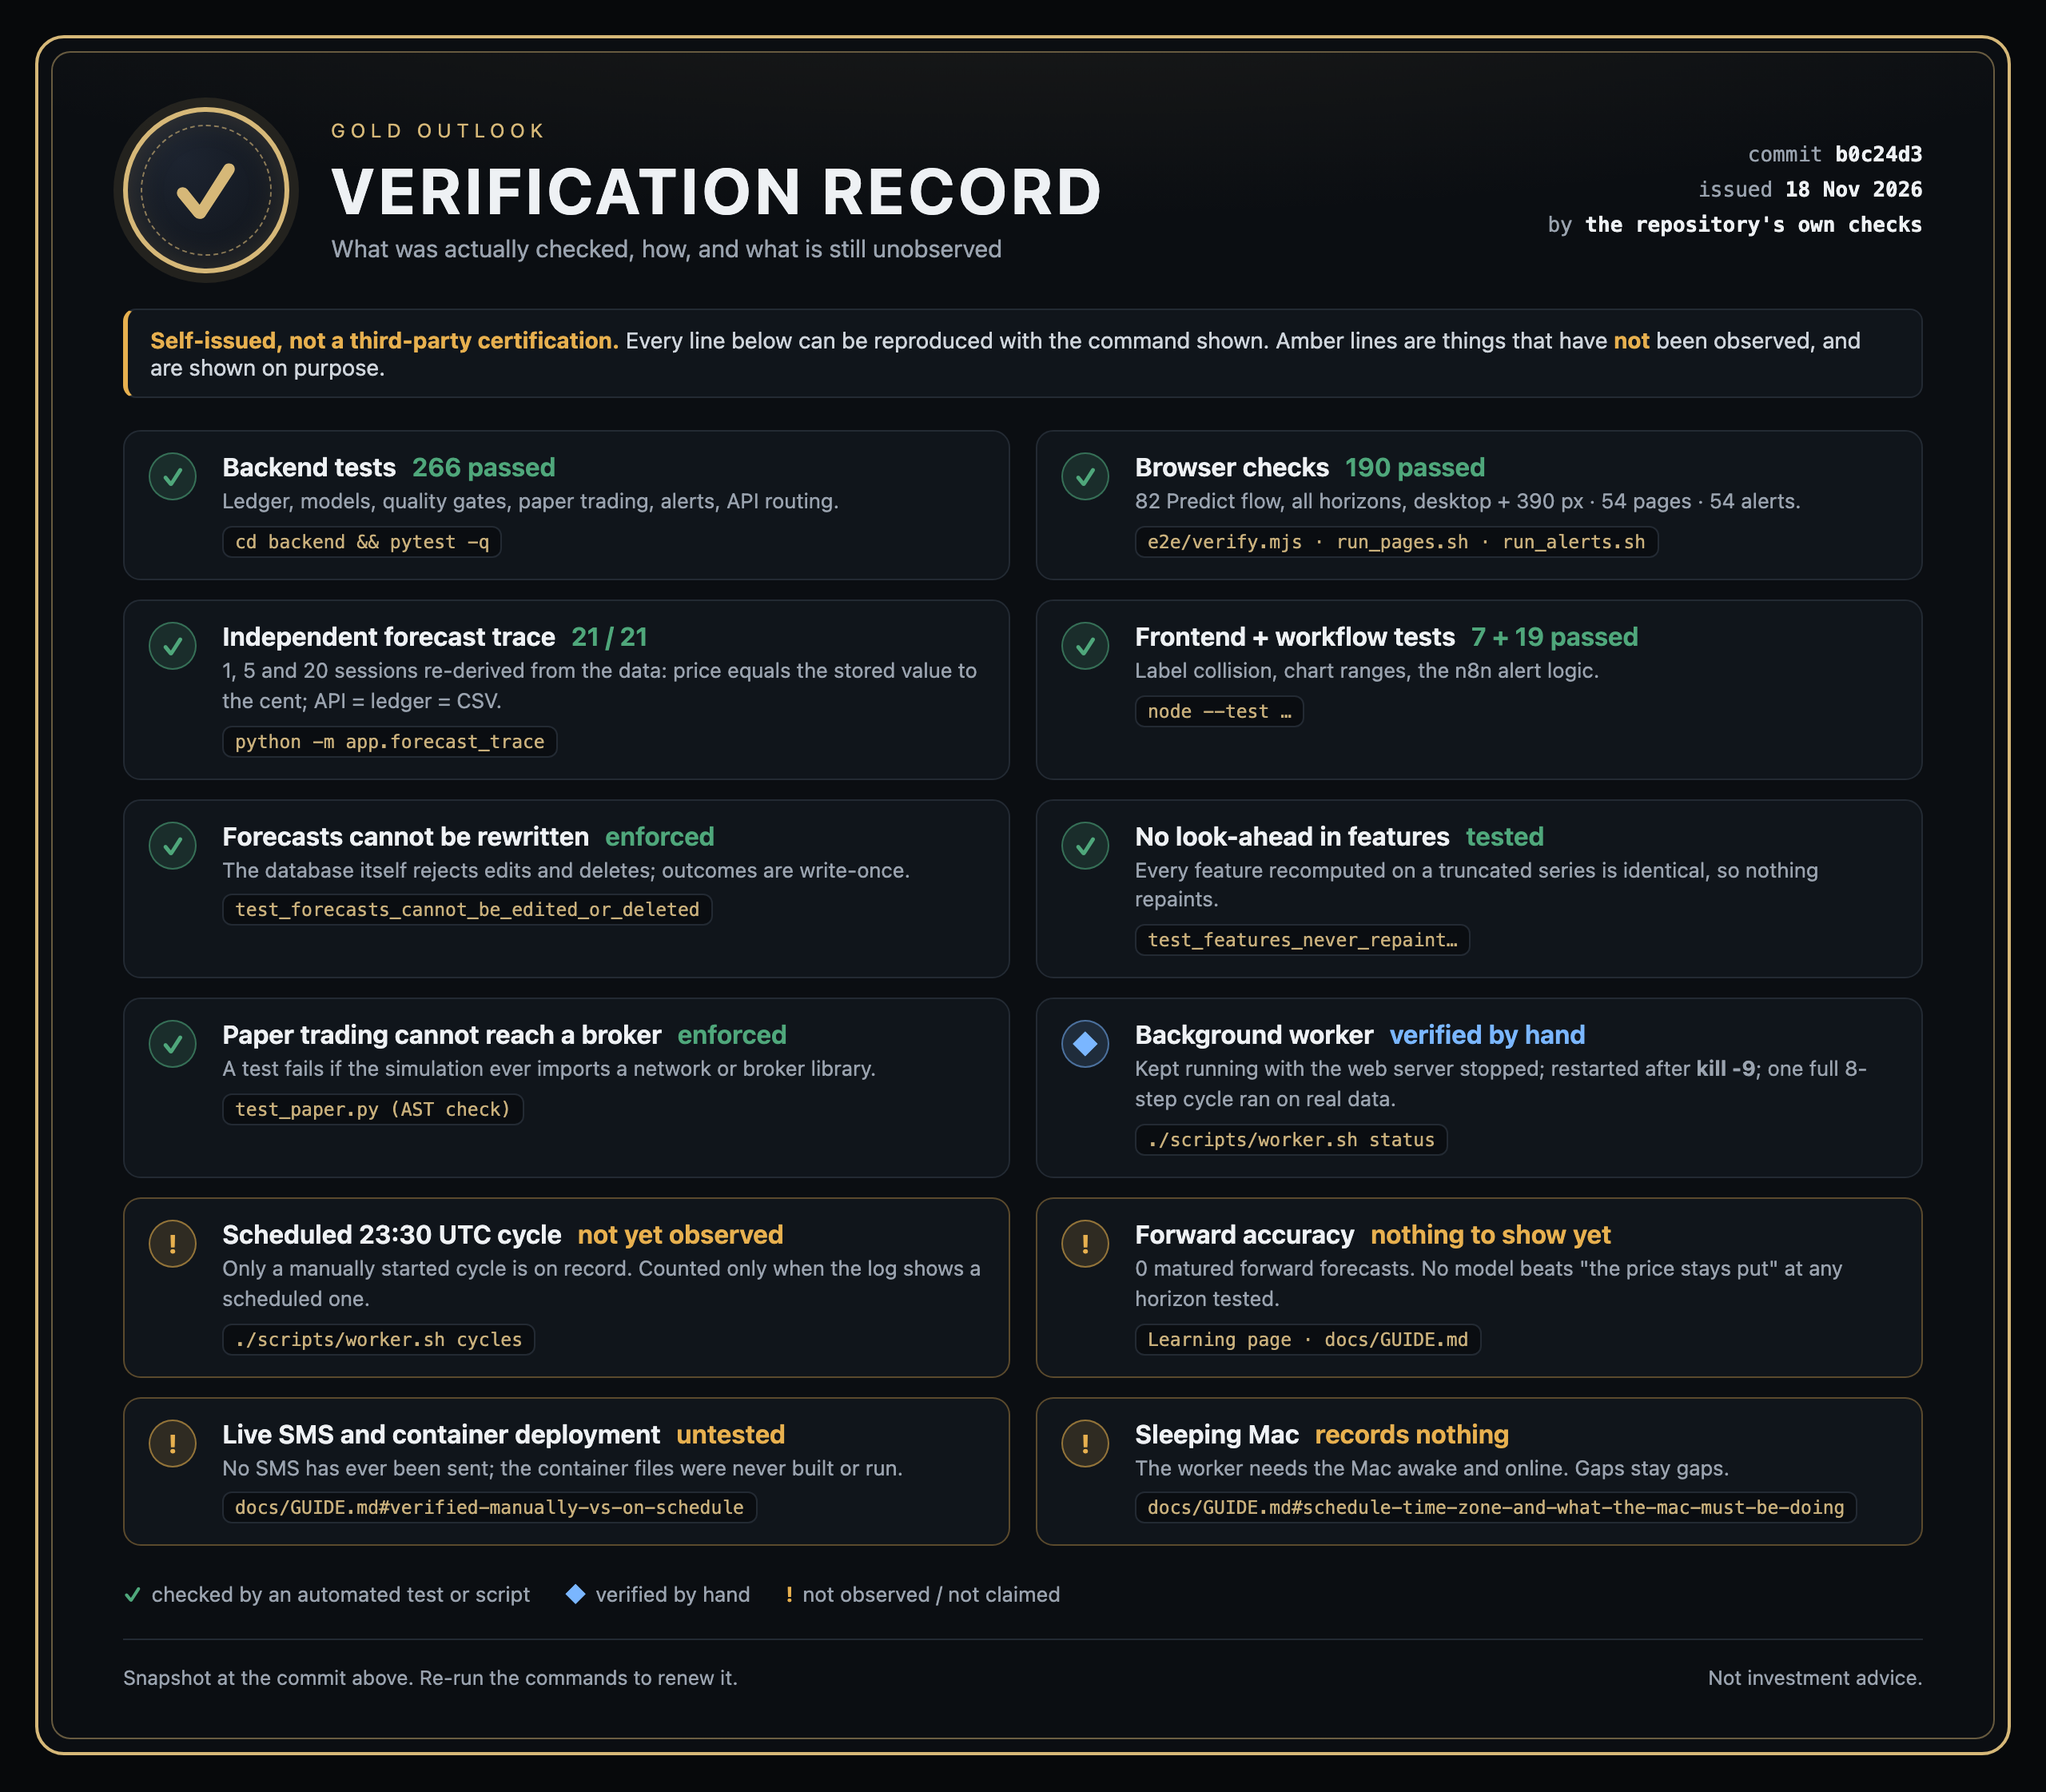 GOLD OUTLOOK
VERIFICATION RECORD
What was actually checked, how, and what is still unobserved
commit b0c24d3
issued 18 Nov 2026
by the repository's own checks
Self-issued, not a third-party certification. Every line below can be reproduced with the command shown. Amber lines are things that have not been observed, and
are shown on purpose.
Backend tests 266 passed
Ledger, models, quality gates, paper trading, alerts, API routing.
cd backend && pytest -q
Browser checks 190 passed
82 Predict flow, all horizons, desktop + 390 px · 54 pages · 54 alerts.
e2e/verify.mjs · run_pages.sh · run_alerts.sh
Independent forecast trace 21 / 21
1, 5 and 20 sessions re-derived from the data: price equals the stored value to
the cent; API = ledger = CSV.
python -m app.forecast_trace
Frontend + workflow tests 7 + 19 passed
Label collision, chart ranges, the n8n alert logic.
node --test …
Forecasts cannot be rewritten enforced
The database itself rejects edits and deletes; outcomes are write-once.
test_forecasts_cannot_be_edited_or_deleted
No look-ahead in features tested
Every feature recomputed on a truncated series is identical, so nothing
repaints.
test_features_never_repaint…
Paper trading cannot reach a broker enforced
A test fails if the simulation ever imports a network or broker library.
test_paper.py (AST check)
Background worker verified by hand
Kept running with the web server stopped; restarted after kill -9; one full 8-
step cycle ran on real data.
./scripts/worker.sh status
! Scheduled 23:30 UTC cycle not yet observed
Only a manually started cycle is on record. Counted only when the log shows a
scheduled one.
./scripts/worker.sh cycles
! Forward accuracy nothing to show yet
0 matured forward forecasts. No model beats "the price stays put" at any
horizon tested.
Learning page · docs/GUIDE.md
! Live SMS and container deployment untested
No SMS has ever been sent; the container files were never built or run.
docs/GUIDE.md#verified-manually-vs-on-schedule
! Sleeping Mac records nothing
The worker needs the Mac awake and online. Gaps stay gaps.
docs/GUIDE.md#schedule-time-zone-and-what-the-mac-must-be-doing
✓ checked by an automated test or script ◆ verified by hand ! not observed / not claimed
Snapshot at the commit above. Re-run the commands to renew it.
Not investment advice.